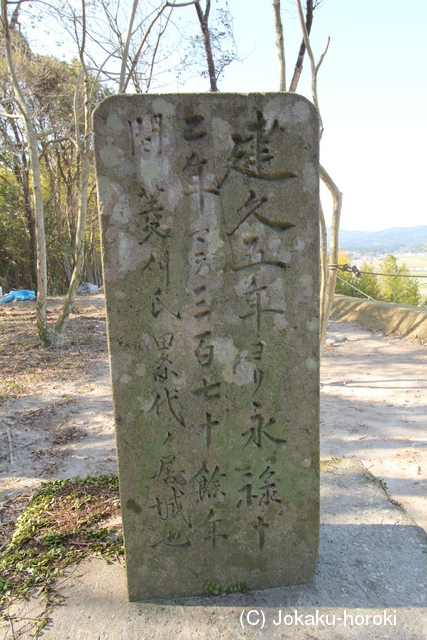 建久五年ヨリ永禄十
二年マデ三百七十餘年
間菱刈氏累代ノ居城也
(C) Jokaku-horoki